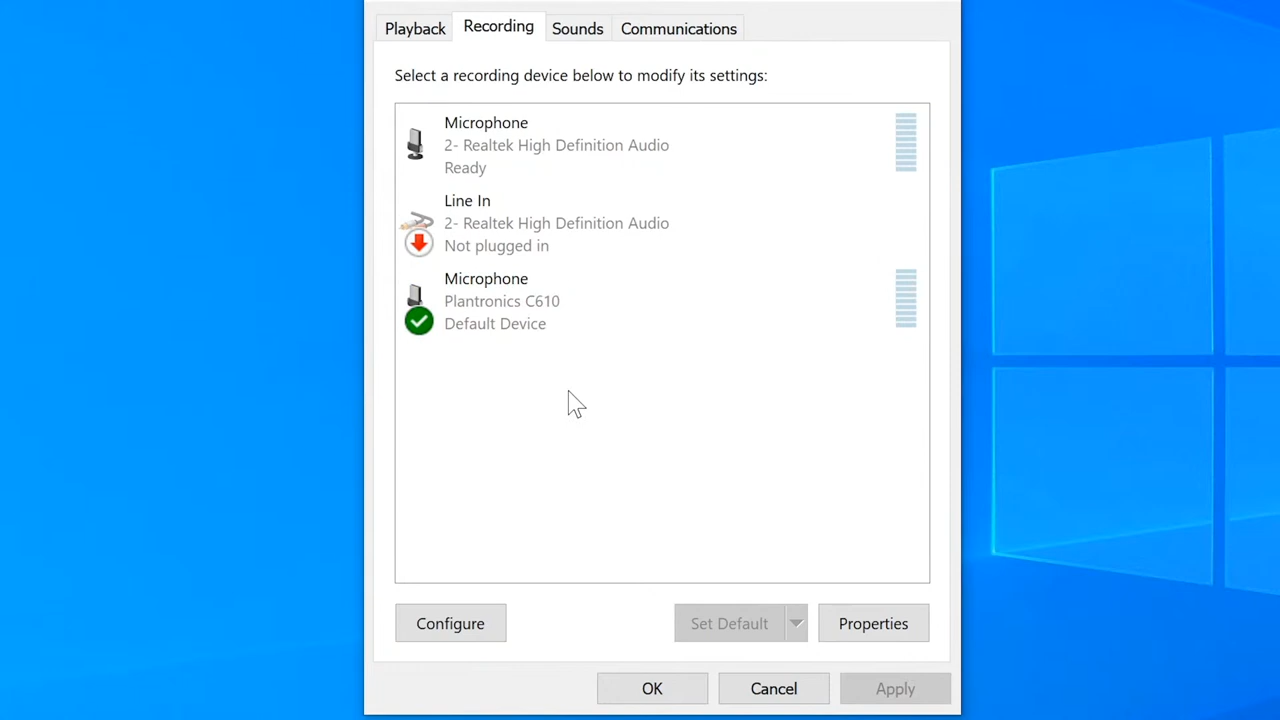 Playback Recording Sounds Communications
Select a recording device below to modify its settings:
Microphone
2- Realtek High Definition Audio
Ready
Line In
2- Realtek High Definition Audio
Not plugged in
Microphone
Plantronics C610
Default Device
Configure Set Default Properties
OK Cancel Apply